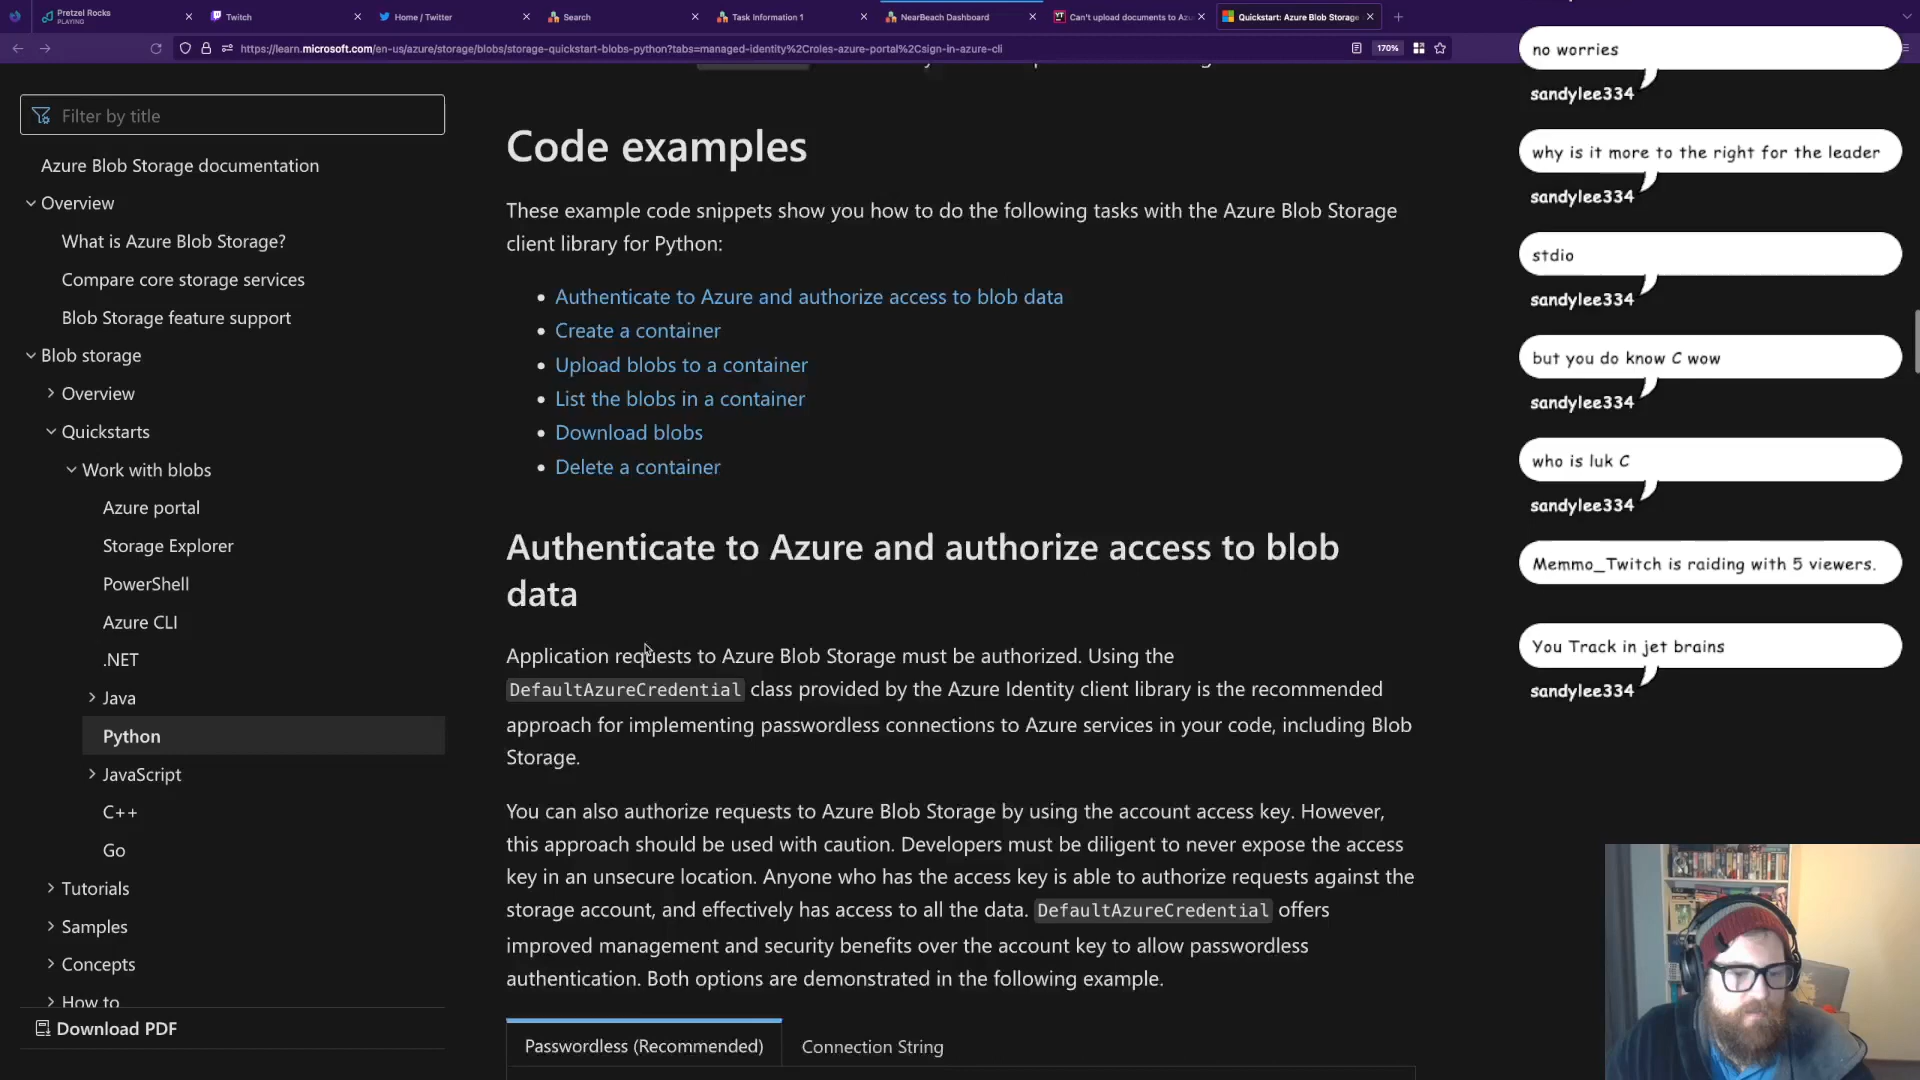 Pretzel Rocks
PLAYING
Twitch
Home / Twitter
Search
Task Information 1
NearBeach Dashboard
Can't upload documents to Az
Quickstart: Azure Blob Storage
https://learn.microsoft.com/en-us/azure/storage/blobs/storage-quickstart-blobs-python?tabs=managed-identity%2Croles-azure-portal%2Csign-in-azure-cli
170%
Filter by title
Azure Blob Storage documentation
Overview
What is Azure Blob Storage?
Compare core storage services
Blob Storage feature support
Blob storage
Overview
Quickstarts
Work with blobs
Azure portal
Storage Explorer
PowerShell
Azure CLI
.NET
Java
Python
JavaScript
C++
Go
Tutorials
Samples
Concepts
How to
Download PDF
Code examples
These example code snippets show you how to do the following tasks with the Azure Blob Storage
client library for Python:
Authenticate to Azure and authorize access to blob data
Create a container
Upload blobs to a container
List the blobs in a container
Download blobs
Delete a container
Authenticate to Azure and authorize access to blob
data
Application requests to Azure Blob Storage must be authorized. Using the
DefaultAzureCredential class provided by the Azure Identity client library is the recommended
approach for implementing passwordless connections to Azure services in your code, including Blob
Storage.
You can also authorize requests to Azure Blob Storage by using the account access key. However,
this approach should be used with caution. Developers must be diligent to never expose the access
key in an unsecure location. Anyone who has the access key is able to authorize requests against the
storage account, and effectively has access to all the data. DefaultAzureCredential offers
improved management and security benefits over the account key to allow passwordless
authentication. Both options are demonstrated in the following example.
Passwordless (Recommended)
Connection String
no worries
sandylee334
why is it more to the right for the leader
sandylee334
stdio
sandylee334
but you do know C wow
sandylee334
who is luk C
sandylee334
Memmo_Twitch is raiding with 5 viewers.
You Track in jet brains
sandylee334